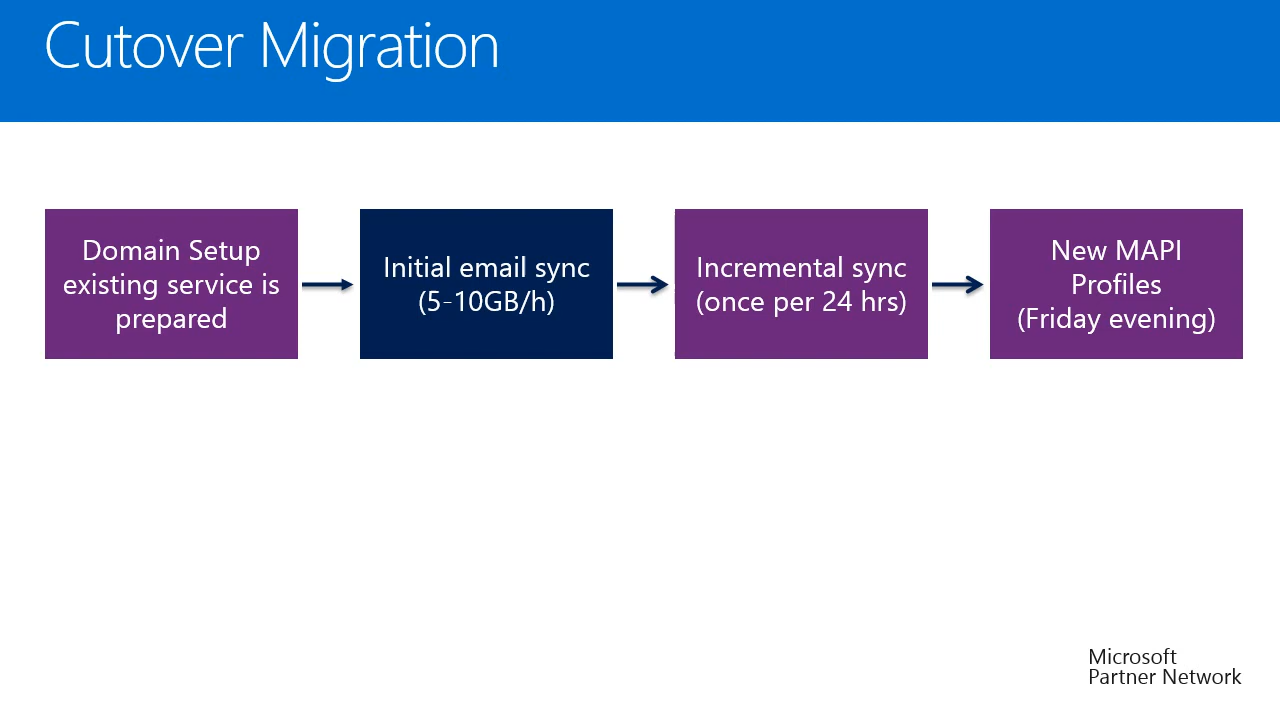 Cutover Migration
Domain Setup
existing service is
prepared
Initial email sync
(5-10GB/h)
Incremental sync
(once per 24 hrs)
New MAPI
Profiles
(Friday evening)
Microsoft
Partner Network